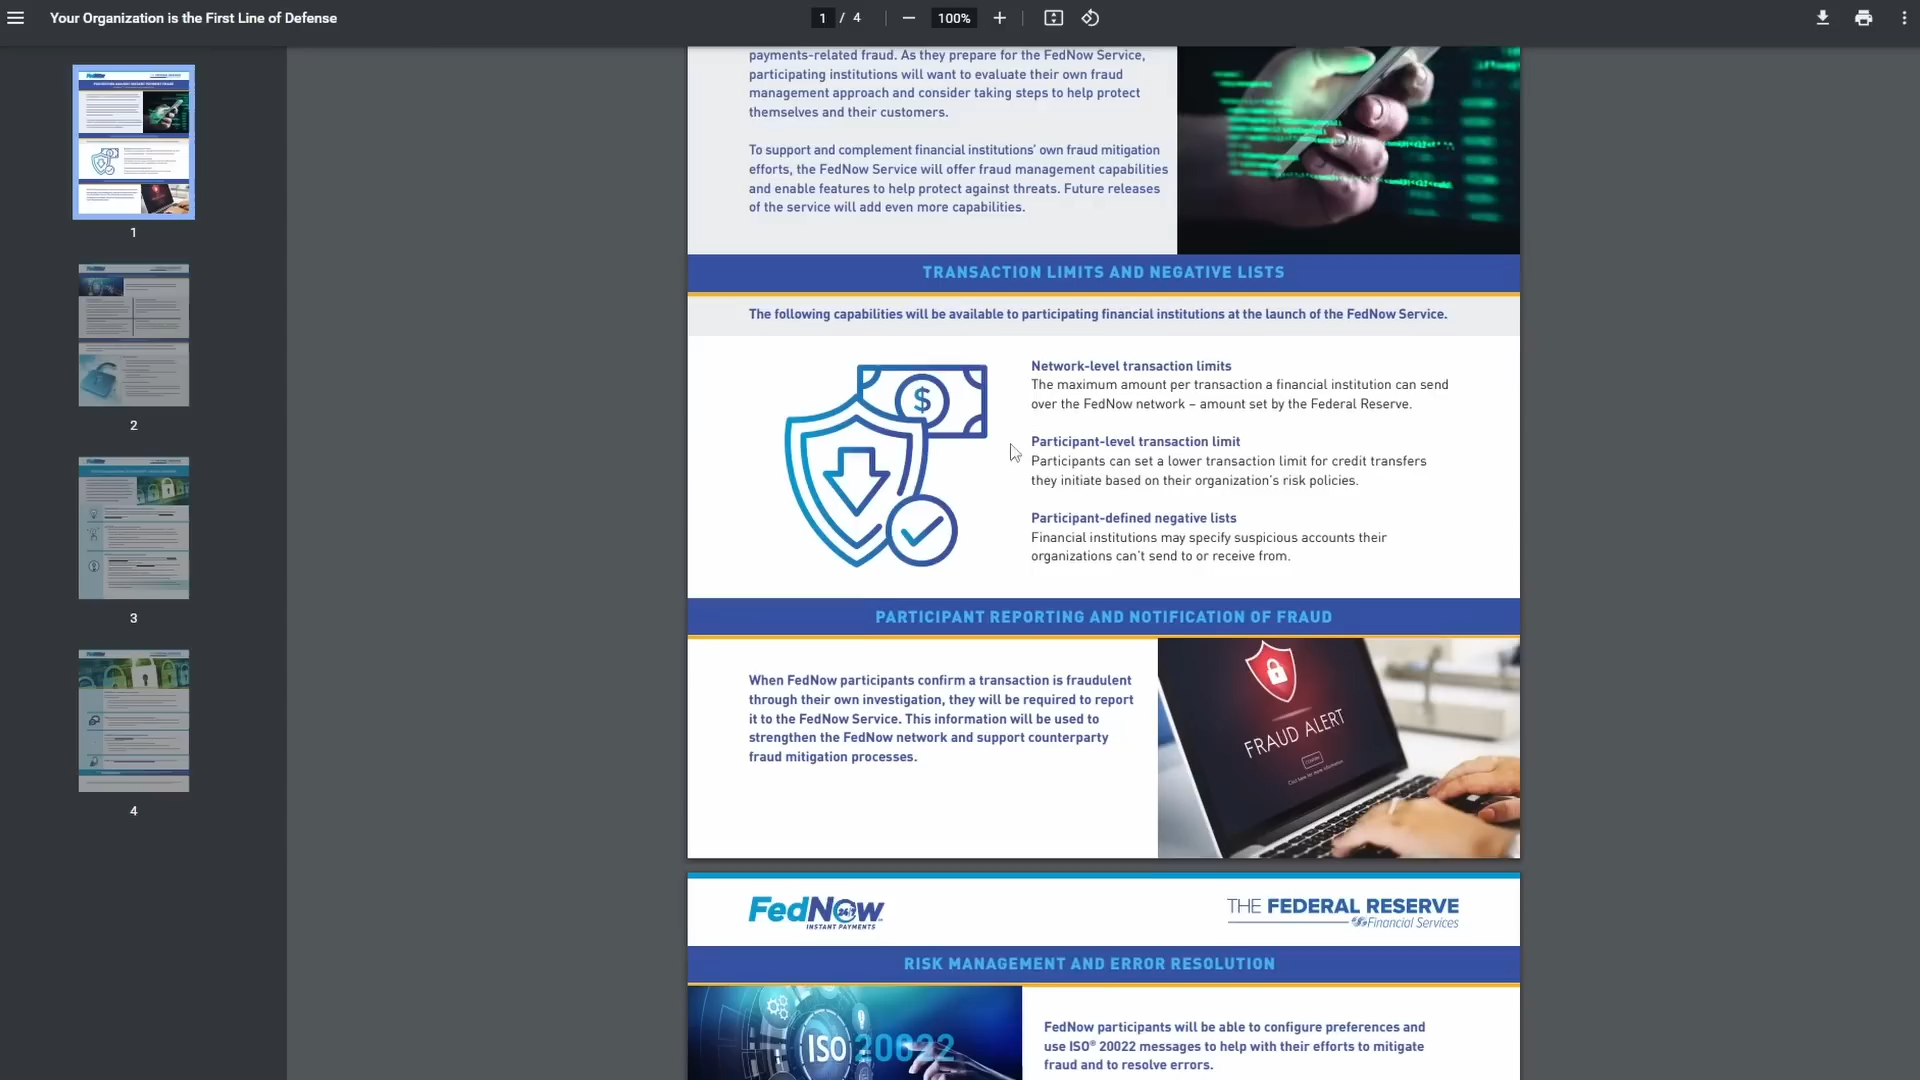 Your Organization is the First Line of Defense
1 / 4
100%
1
2
3
4
payments-related fraud. As they prepare for the FedNow Service,
participating institutions will want to evaluate their own fraud
management approach and consider taking steps to help protect
themselves and their customers.
To support and complement financial institutions' own fraud mitigation
efforts, the FedNow Service will offer fraud management capabilities
and enable features to help protect against threats. Future releases
of the service will add even more capabilities.
TRANSACTION LIMITS AND NEGATIVE LISTS
The following capabilities will be available to participating financial institutions at the launch of the FedNow Service.
$
Network-level transaction limits
The maximum amount per transaction a financial institution can send
over the FedNow network – amount set by the Federal Reserve.
Participant-level transaction limit
Participants can set a lower transaction limit for credit transfers
they initiate based on their organization's risk policies.
Participant-defined negative lists
Financial institutions may specify suspicious accounts their
organizations can't send to or receive from.
PARTICIPANT REPORTING AND NOTIFICATION OF FRAUD
When FedNow participants confirm a transaction is fraudulent
through their own investigation, they will be required to report
it to the FedNow Service. This information will be used to
strengthen the FedNow network and support counterparty
fraud mitigation processes.
FRAUD ALERT
FedNow
24/7
INSTANT PAYMENTS
THE FEDERAL RESERVE
Financial Services
RISK MANAGEMENT AND ERROR RESOLUTION
ISO 20022
FedNow participants will be able to configure preferences and
use ISO® 20022 messages to help with their efforts to mitigate
fraud and to resolve errors.